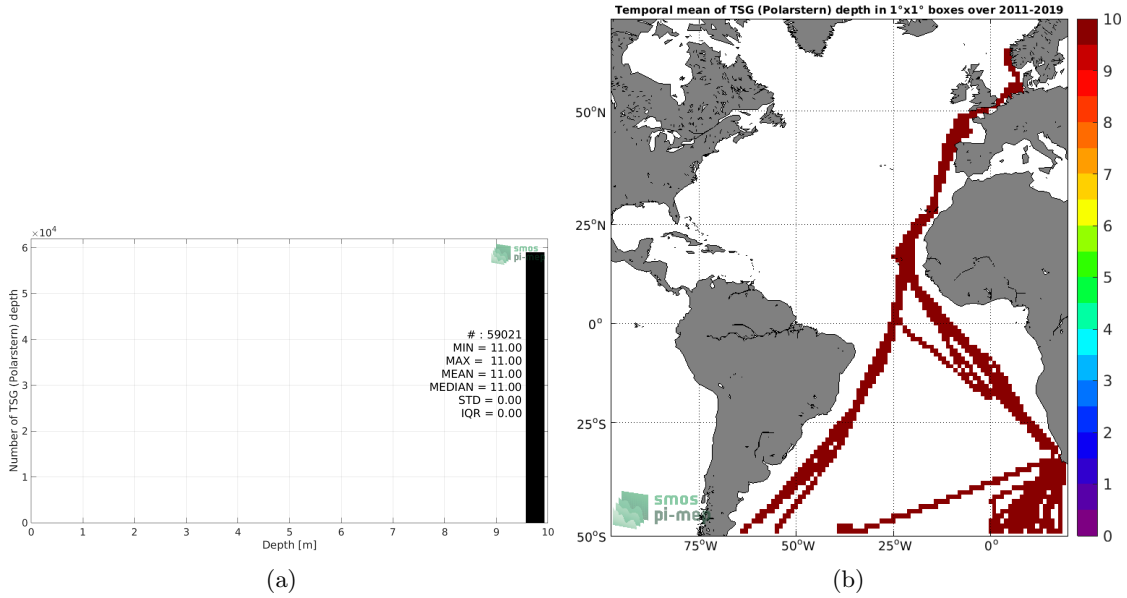 Temporal mean of TSG (Polarstern) depth in 1°x1° boxes over 2011-2019
×10⁴
6
5
4
3
2
1
0
Number of TSG (Polarstern) depth
smos
pi-mep
# : 59021
MIN = 11.00
MAX = 11.00
MEAN = 11.00
MEDIAN = 11.00
STD = 0.00
IQR = 0.00
0 1 2 3 4 5 6 7 8 9 10
Depth [m]
(a)
50°N
25°N
0°
25°S
50°S
75°W 50°W 25°W 0°
smos
pi-mep
10
9
8
7
6
5
4
3
2
1
0
(b)